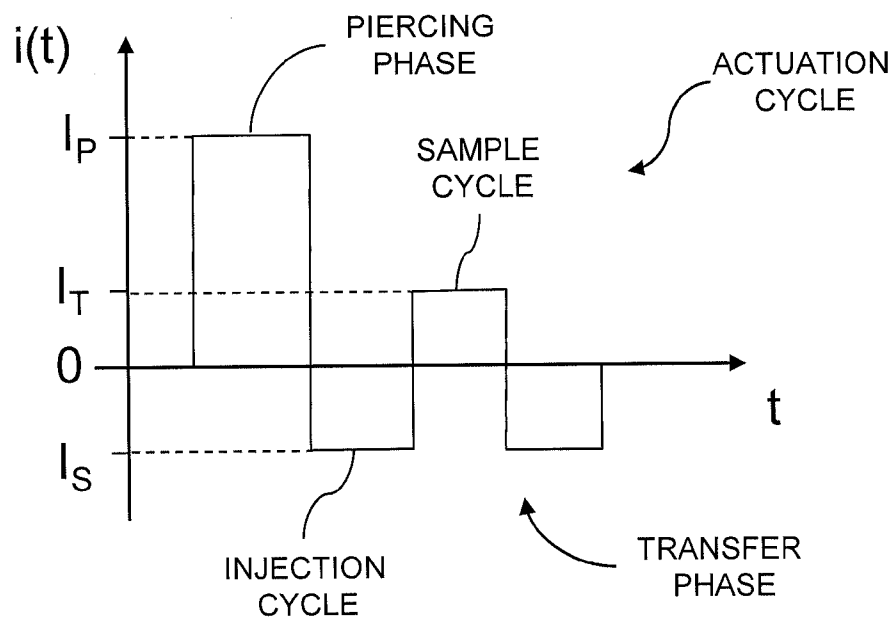 i(t)
PIERCING
PHASE
ACTUATION
CYCLE
I_P
SAMPLE
CYCLE
I_T
0
t
I_S
INJECTION
CYCLE
TRANSFER
PHASE